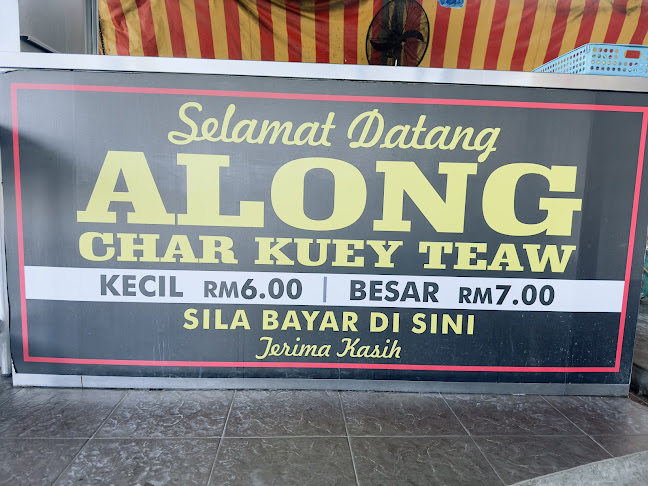 Selamat Datang
ALONG
CHAR KUEY TEAW
KECIL RM6.00 | BESAR RM7.00
SILA BAYAR DI SINI
Terima Kasih